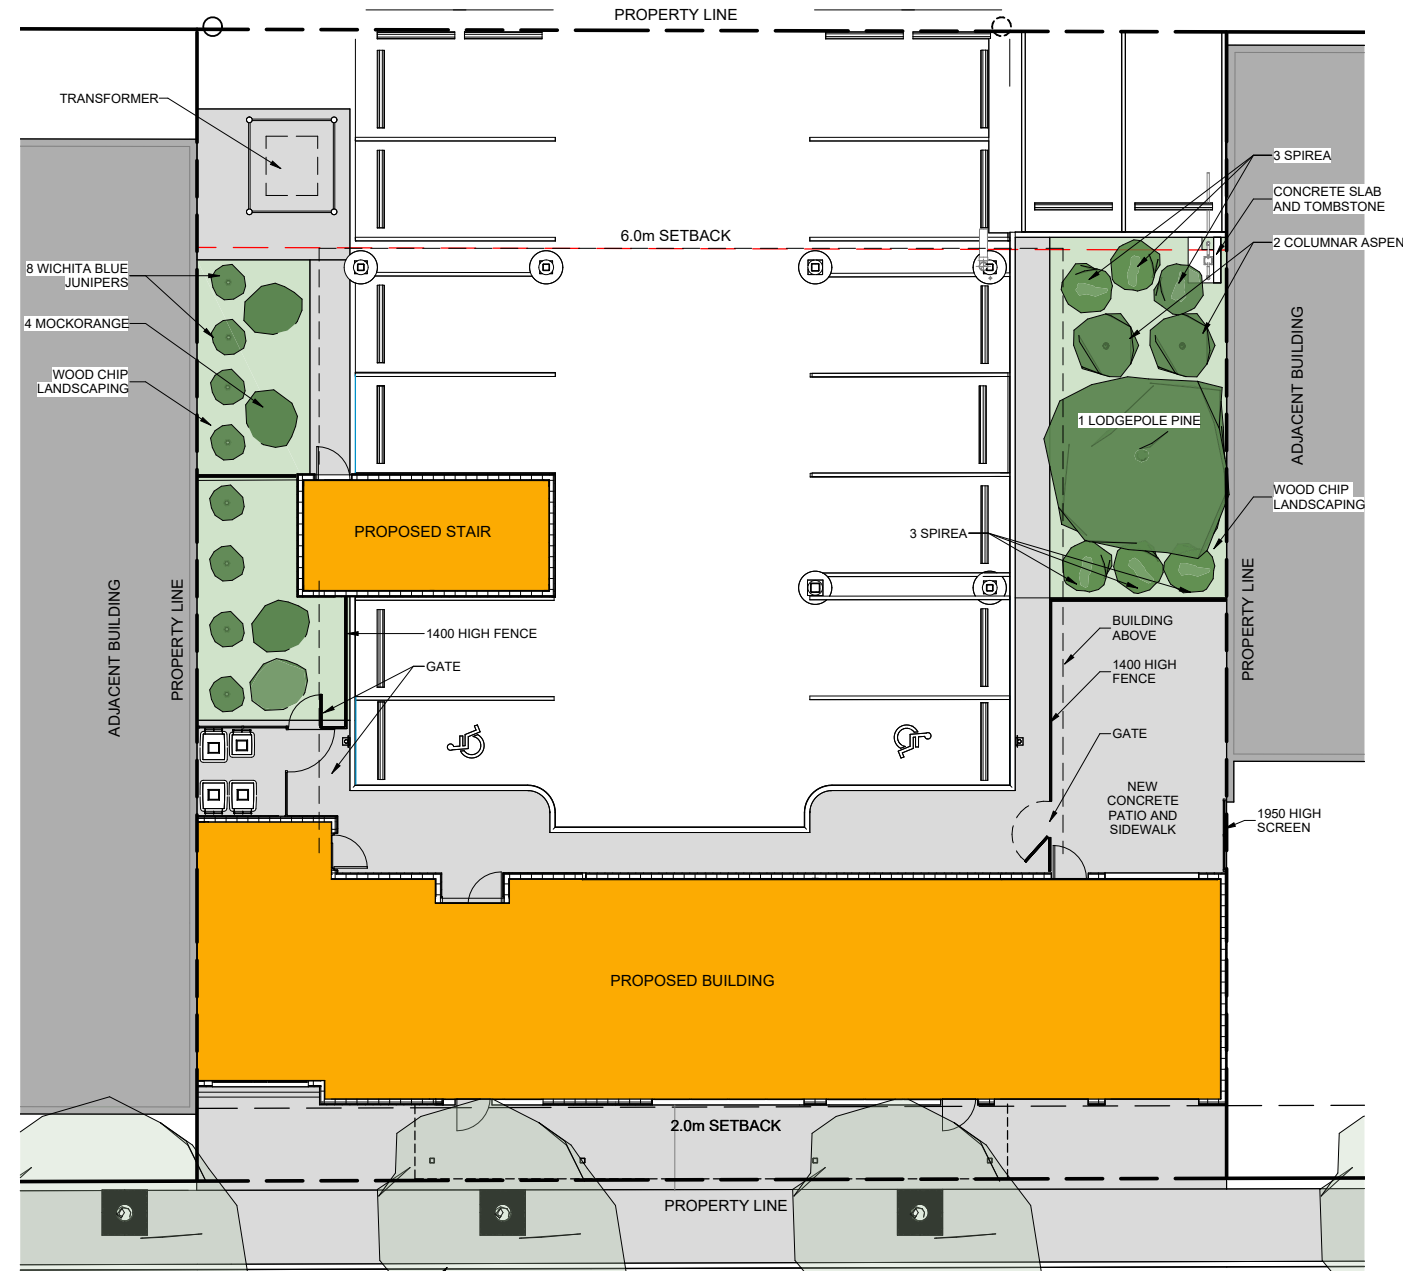 PROPERTY LINE
TRANSFORMER
3 SPIREA
CONCRETE SLAB
AND TOMBSTONE
6.0m SETBACK
2 COLUMNAR ASPEN
8 WICHITA BLUE
JUNIPERS
4 MOCKORANGE
WOOD CHIP
LANDSCAPING
ADJACENT BUILDING
1 LODGEPOLE PINE
WOOD CHIP
LANDSCAPING
PROPOSED STAIR
3 SPIREA
ADJACENT BUILDING
PROPERTY LINE
1400 HIGH FENCE
GATE
BUILDING
ABOVE
1400 HIGH
FENCE
PROPERTY LINE
GATE
NEW
CONCRETE
PATIO AND
SIDEWALK
1950 HIGH
SCREEN
PROPOSED BUILDING
2.0m SETBACK
PROPERTY LINE